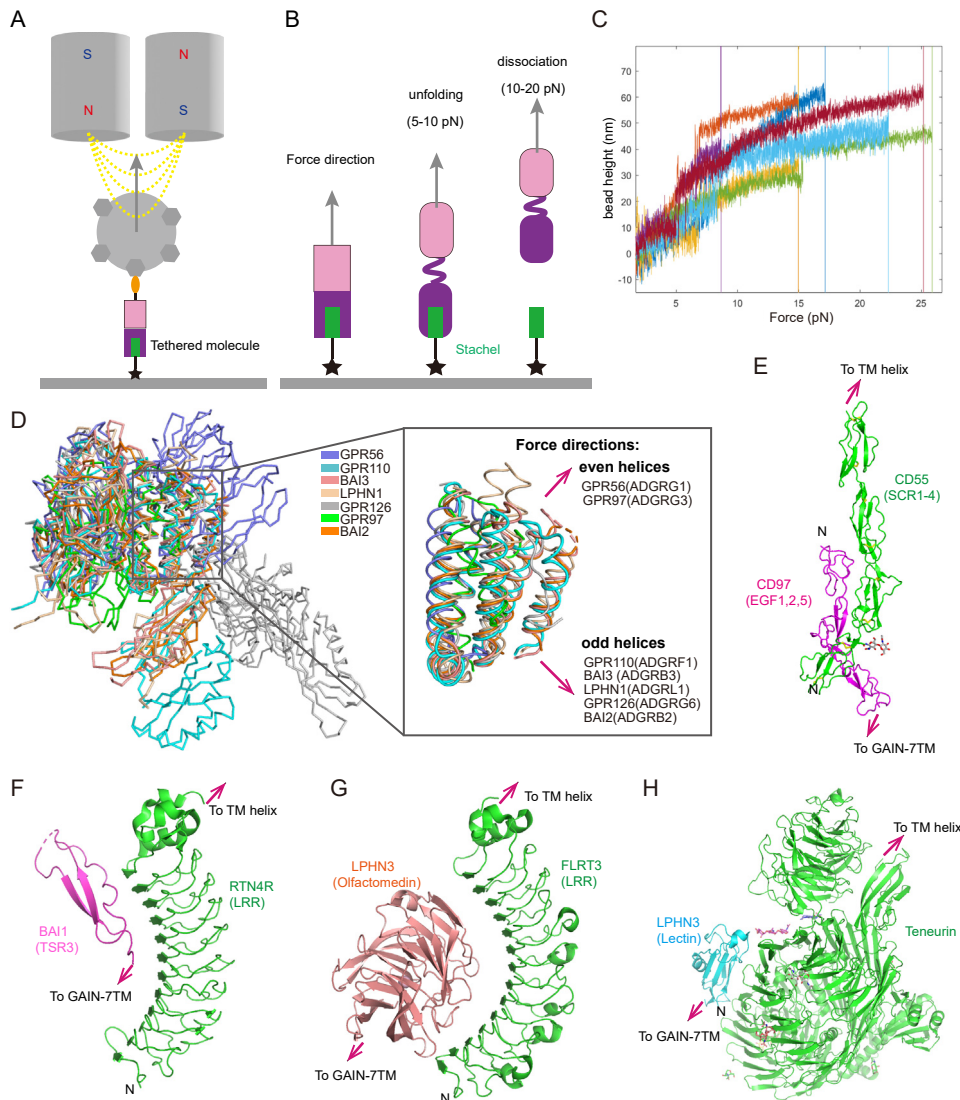 A
S
N
N
S
Tethered molecule
B
Force direction
unfolding
(5-10 pN)
dissociation
(10-20 pN)
Stachel
C
bead height (nm)
70
60
50
40
30
20
10
0
-10
5
10
15
20
25
Force (pN)
D
GPR56
GPR110
BAI3
LPHN1
GPR126
GPR97
BAI2
Force directions:
even helices
GPR56(ADGRG1)
GPR97(ADGRG3)
odd helices
GPR110(ADGRF1)
BAI3 (ADGRB3)
LPHN1(ADGRL1)
GPR126(ADGRG6)
BAI2(ADGRB2)
E
To TM helix
CD55
(SCR1-4)
N
CD97
(EGF1,2,5)
N
To GAIN-7TM
F
To TM helix
RTN4R
(LRR)
BAI1
(TSR3)
To GAIN-7TM
N
G
To TM helix
LPHN3
(Olfactomedin)
FLRT3
(LRR)
To GAIN-7TM
N
H
To TM helix
LPHN3
(Lectin)
Teneurin
N
To GAIN-7TM